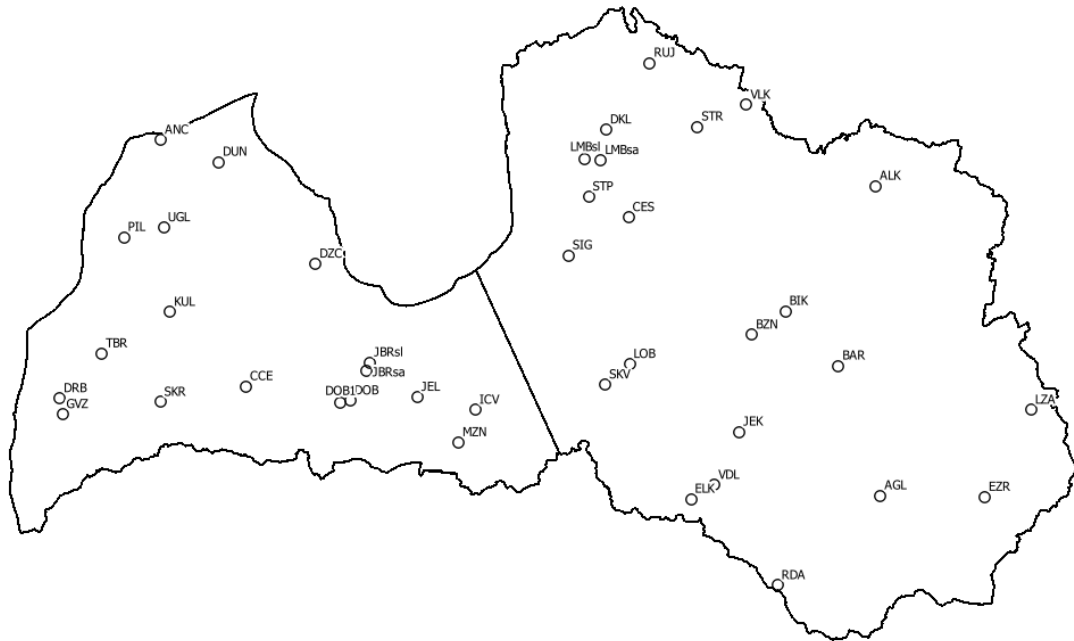 RUJ
VLK
DKL
STR
ANC
LMBsl
LMBsa
DUN
ALK
STP
CES
UGL
PIL
SIG
DZC
KUL
BIK
BZN
TBR
JBRsl
LOB
BAR
JBRsa
SKV
CCE
DRB
SKR
DOB1
DOB
JEL
GVZ
ICV
LZA
MZN
JEK
VDL
ELK
AGL
EZR
RDA